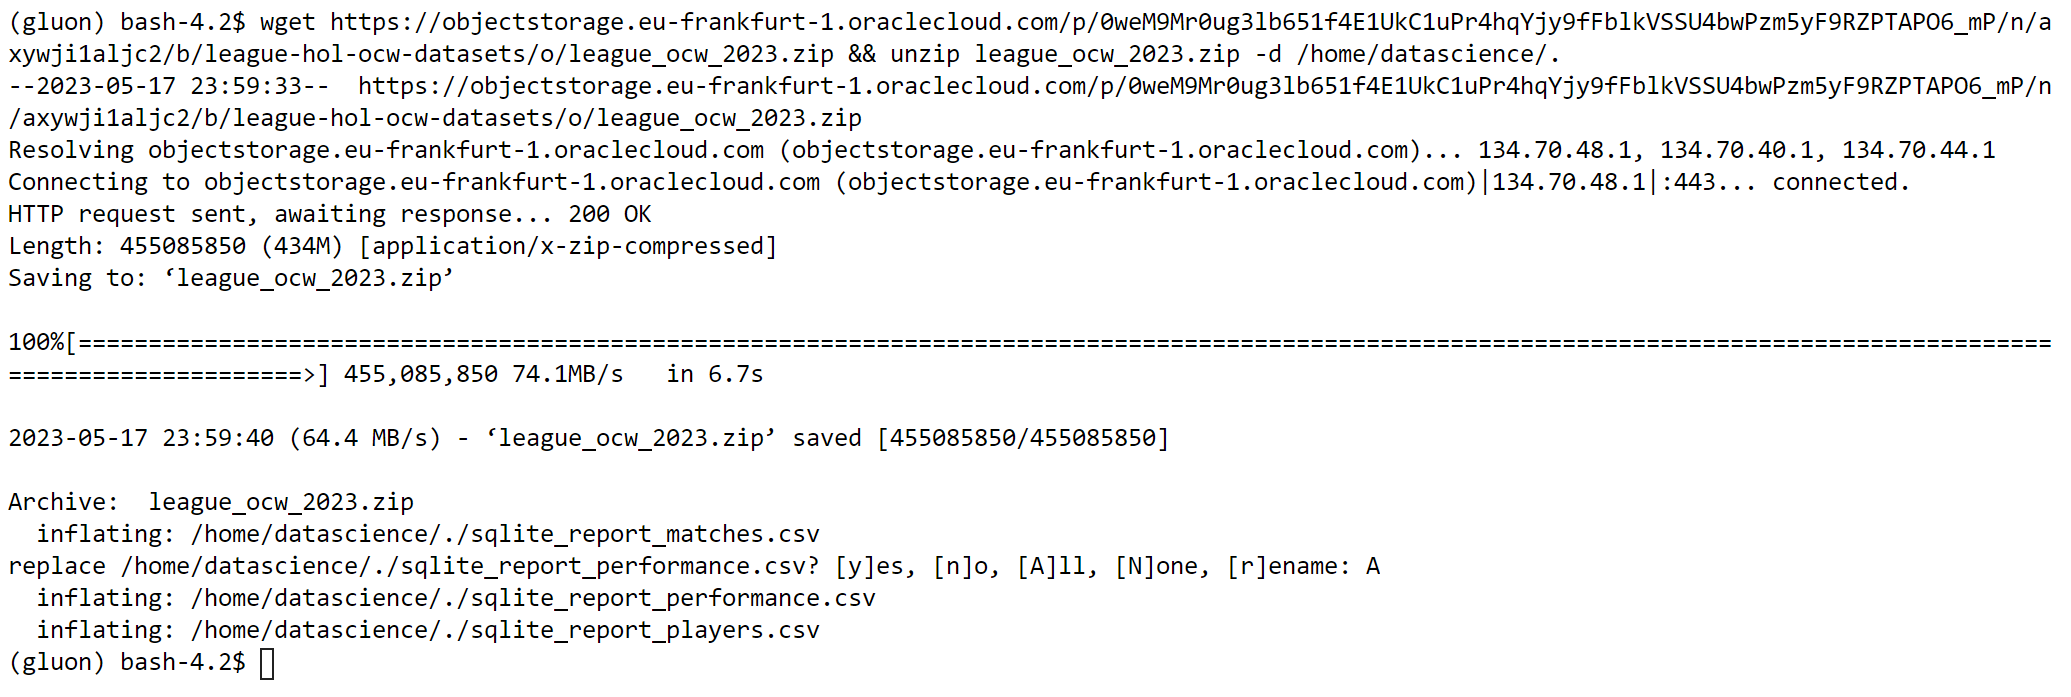 (gluon) bash-4.2$ wget https://objectstorage.eu-frankfurt-1.oraclecloud.com/p/0weM9Mr0ug3lb651f4E1UkC1uPr4hqYjy9fFblkVSSU4bwPzm5yF9RZPTAPO6_mP/n/a
xywji1aljc2/b/league-hol-ocw-datasets/o/league_ocw_2023.zip && unzip league_ocw_2023.zip -d /home/datascience/.
--2023-05-17 23:59:33--  https://objectstorage.eu-frankfurt-1.oraclecloud.com/p/0weM9Mr0ug3lb651f4E1UkC1uPr4hqYjy9fFblkVSSU4bwPzm5yF9RZPTAPO6_mP/n
/axywji1aljc2/b/league-hol-ocw-datasets/o/league_ocw_2023.zip
Resolving objectstorage.eu-frankfurt-1.oraclecloud.com (objectstorage.eu-frankfurt-1.oraclecloud.com)... 134.70.48.1, 134.70.40.1, 134.70.44.1
Connecting to objectstorage.eu-frankfurt-1.oraclecloud.com (objectstorage.eu-frankfurt-1.oraclecloud.com)|134.70.48.1|:443... connected.
HTTP request sent, awaiting response... 200 OK
Length: 455085850 (434M) [application/x-zip-compressed]
Saving to: ‘league_ocw_2023.zip’
100%[=============================================================================================================================================
=====================>] 455,085,850 74.1MB/s   in 6.7s
2023-05-17 23:59:40 (64.4 MB/s) - ‘league_ocw_2023.zip’ saved [455085850/455085850]
Archive:  league_ocw_2023.zip
  inflating: /home/datascience/./sqlite_report_matches.csv
replace /home/datascience/./sqlite_report_performance.csv? [y]es, [n]o, [A]ll, [N]one, [r]ename: A
  inflating: /home/datascience/./sqlite_report_performance.csv
  inflating: /home/datascience/./sqlite_report_players.csv
(gluon) bash-4.2$